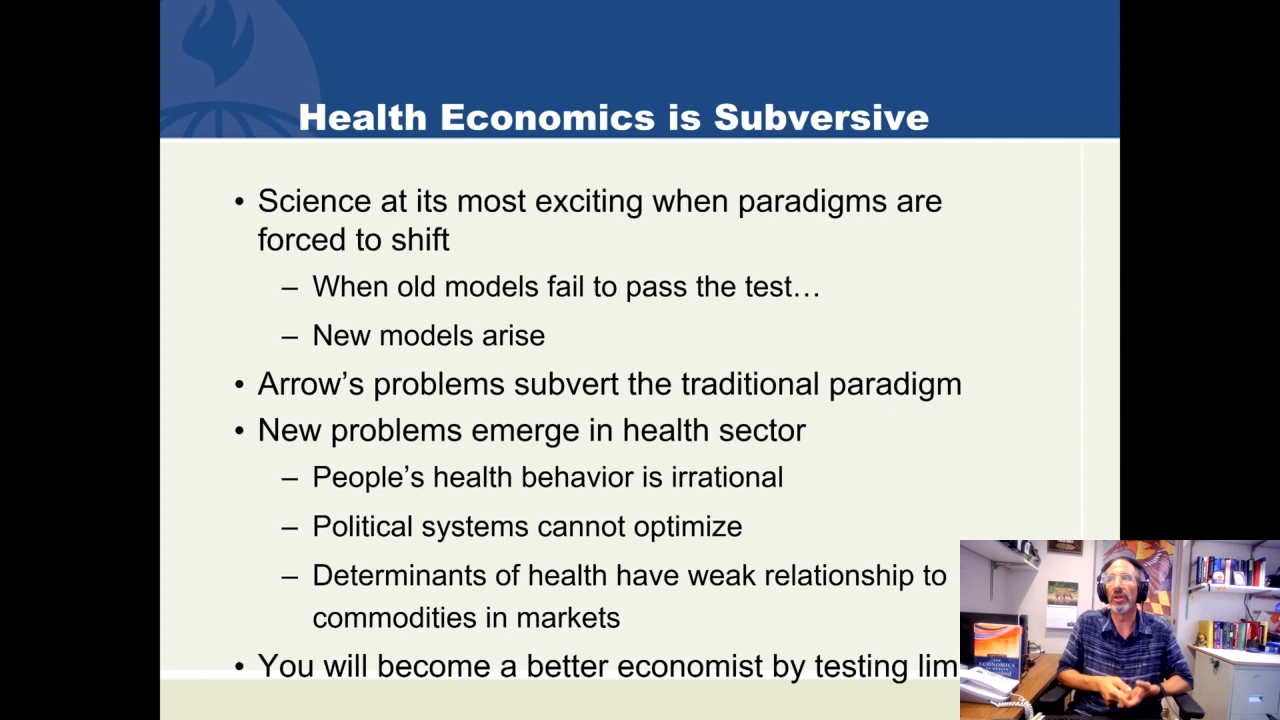 Health Economics is Subversive
• Science at its most exciting when paradigms are
forced to shift
– When old models fail to pass the test…
– New models arise
• Arrow’s problems subvert the traditional paradigm
• New problems emerge in health sector
– People’s health behavior is irrational
– Political systems cannot optimize
– Determinants of health have weak relationship to
commodities in markets
• You will become a better economist by testing lim
ECONOMICS